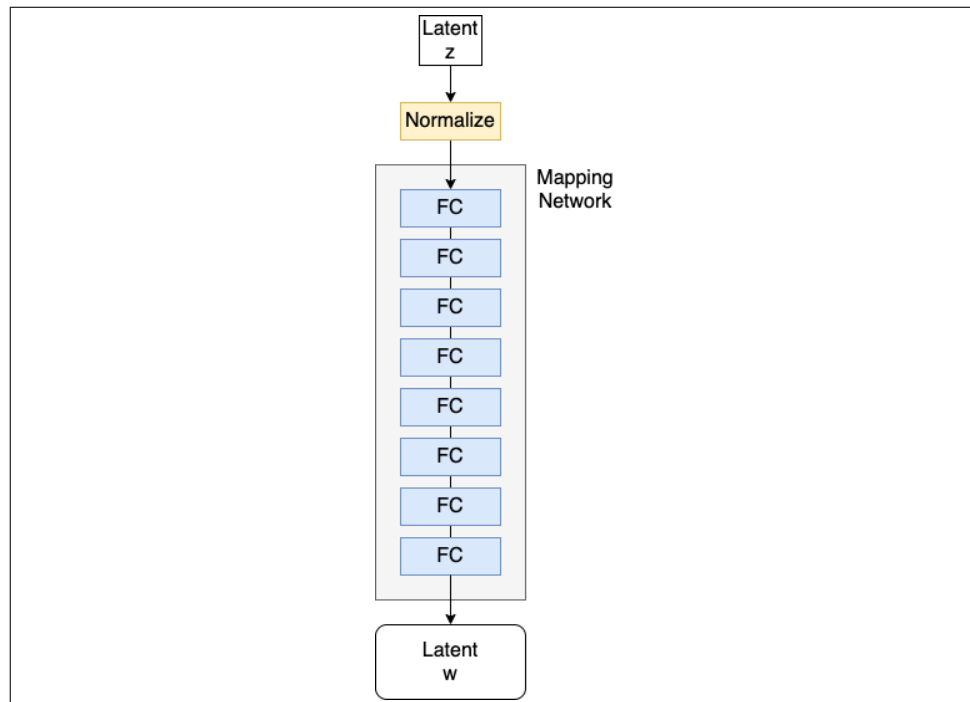 Latent
z
Normalize
Mapping
Network
FC
FC
FC
FC
FC
FC
FC
FC
Latent
w